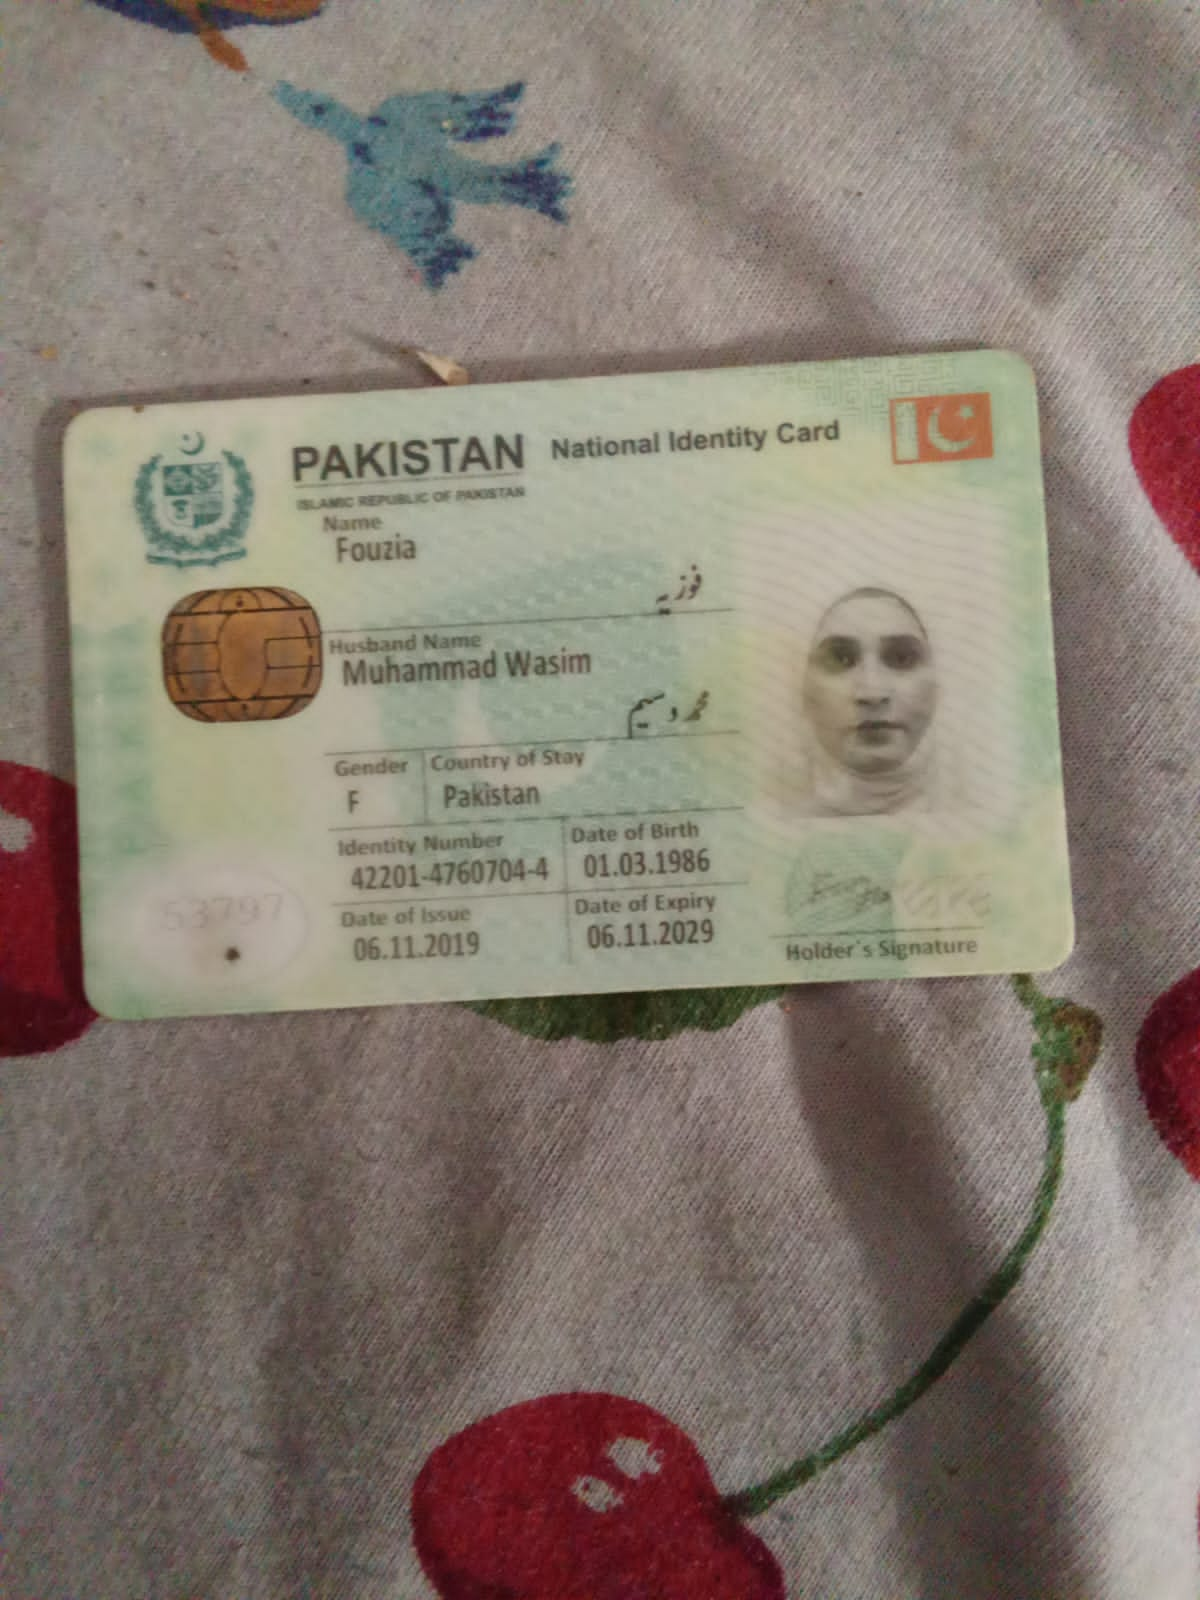 PAKISTAN National Identity Card
ISLAMIC REPUBLIC OF PAKISTAN
Name
Fouzia
فوزیہ
Husband Name
Muhammad Wasim
محمد وسیم
Gender Country of Stay
F Pakistan
Identity Number Date of Birth
42201-4760704-4 01.03.1986
Date of Issue Date of Expiry
06.11.2019 06.11.2029
53797
Holder's Signature